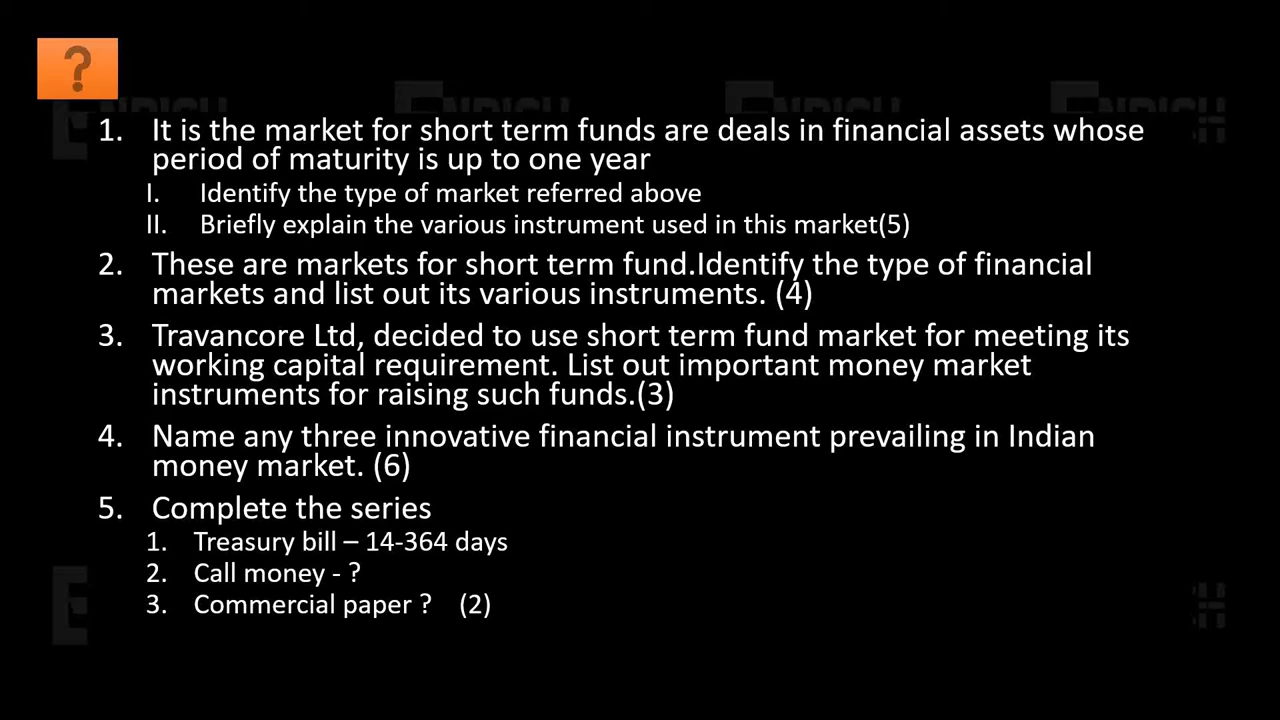 ?
ENRICH ENRICH ENRICH ENRICH
1. It is the market for short term funds are deals in financial assets whose
period of maturity is up to one year
I. Identify the type of market referred above
II. Briefly explain the various instrument used in this market(5)
2. These are markets for short term fund.Identify the type of financial
markets and list out its various instruments. (4)
3. Travancore Ltd, decided to use short term fund market for meeting its
working capital requirement. List out important money market
instruments for raising such funds.(3)
4. Name any three innovative financial instrument prevailing in Indian
money market. (6)
5. Complete the series
1. Treasury bill – 14-364 days
2. Call money - ?
3. Commercial paper ? (2)